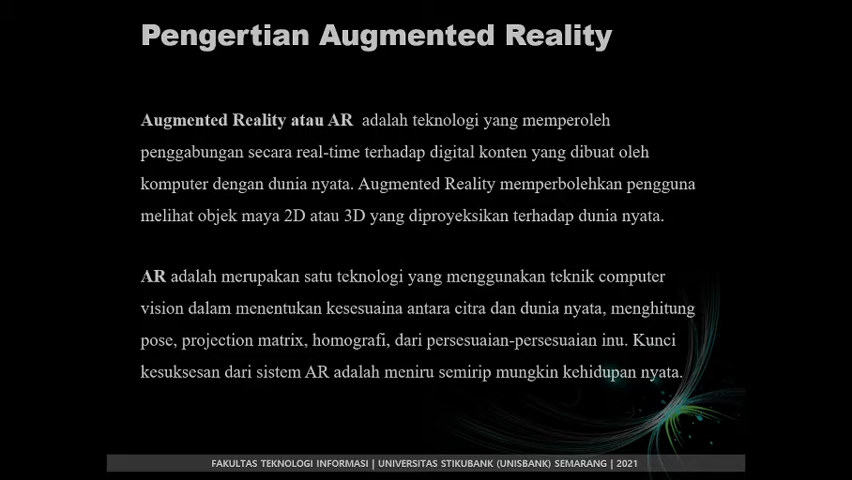 Pengertian Augmented Reality
Augmented Reality atau AR adalah teknologi yang memperoleh
penggabungan secara real-time terhadap digital konten yang dibuat oleh
komputer dengan dunia nyata. Augmented Reality memperbolehkan pengguna
melihat objek maya 2D atau 3D yang diproyeksikan terhadap dunia nyata.
AR adalah merupakan satu teknologi yang menggunakan teknik computer
vision dalam menentukan kesesuaina antara citra dan dunia nyata, menghitung
pose, projection matrix, homografi, dari persesuaian-persesuaian inu. Kunci
kesuksesan dari sistem AR adalah meniru semirip mungkin kehidupan nyata.
FAKULTAS TEKNOLOGI INFORMASI | UNIVERSITAS STIKUBANK (UNISBANK) SEMARANG | 2021